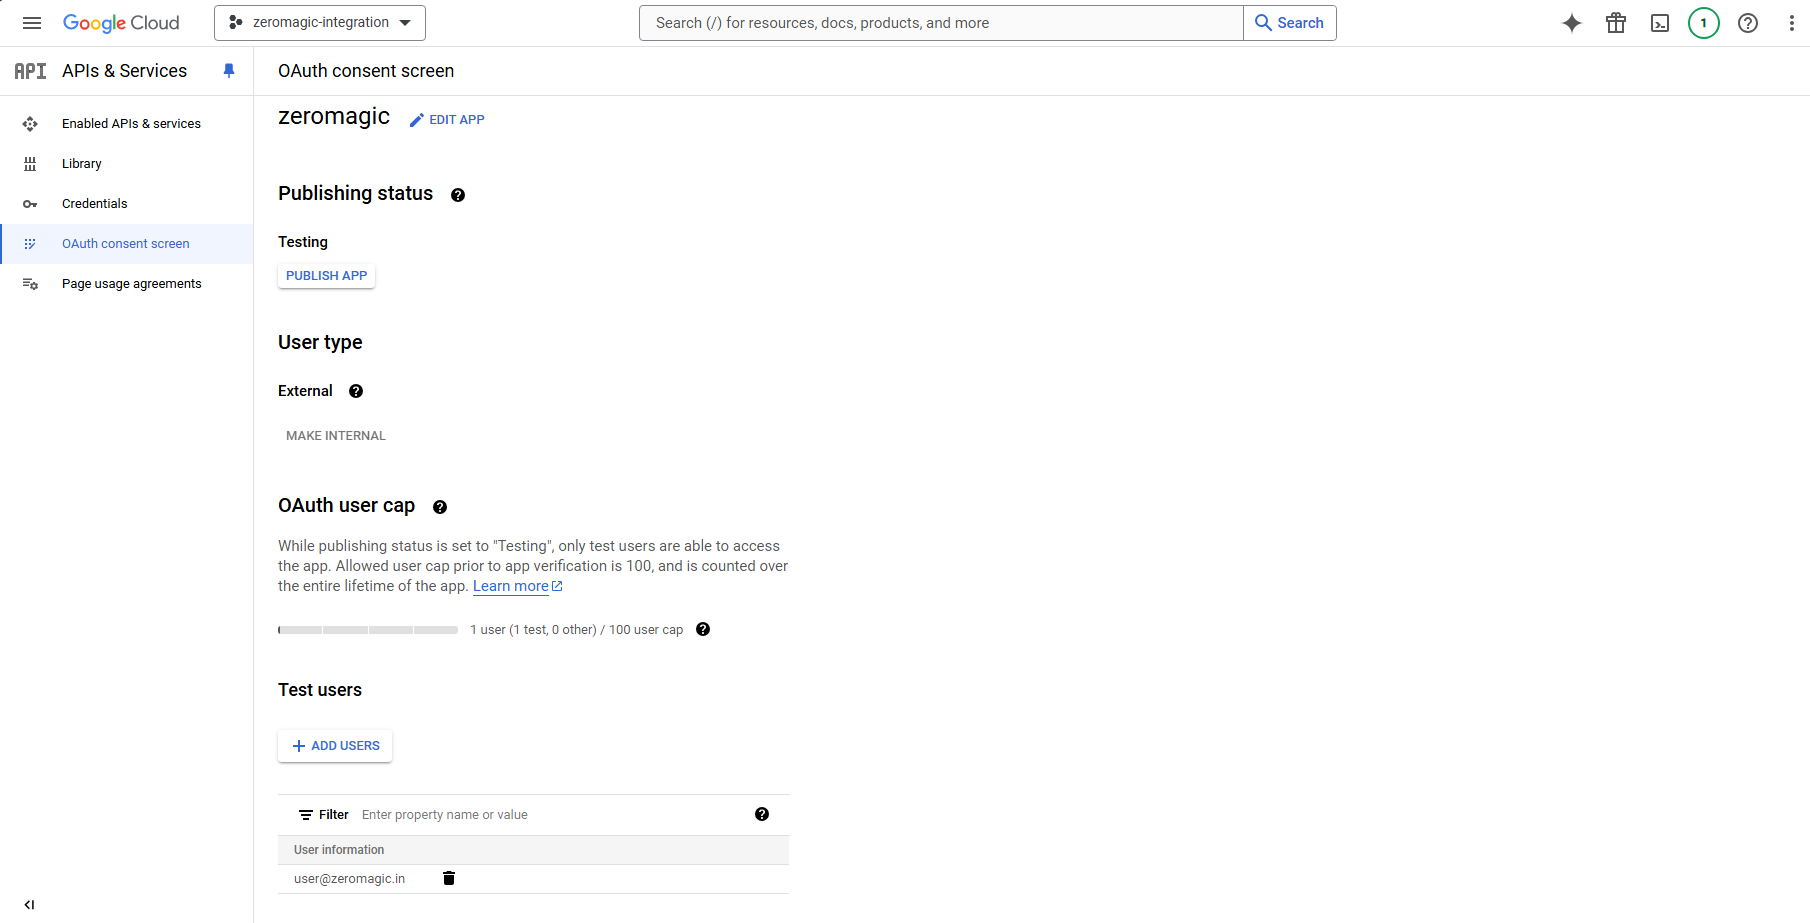 Google Cloud
zeromagic-integration
Search (/) for resources, docs, products, and more
Search
1
API
APIs & Services
OAuth consent screen
Enabled APIs & services
Library
Credentials
OAuth consent screen
Page usage agreements
zeromagic
EDIT APP
Publishing status
Testing
PUBLISH APP
User type
External
MAKE INTERNAL
OAuth user cap
While publishing status is set to "Testing", only test users are able to access
the app. Allowed user cap prior to app verification is 100, and is counted over
the entire lifetime of the app. Learn more
1 user (1 test, 0 other) / 100 user cap
Test users
ADD USERS
Filter Enter property name or value
User information
user@zeromagic.in